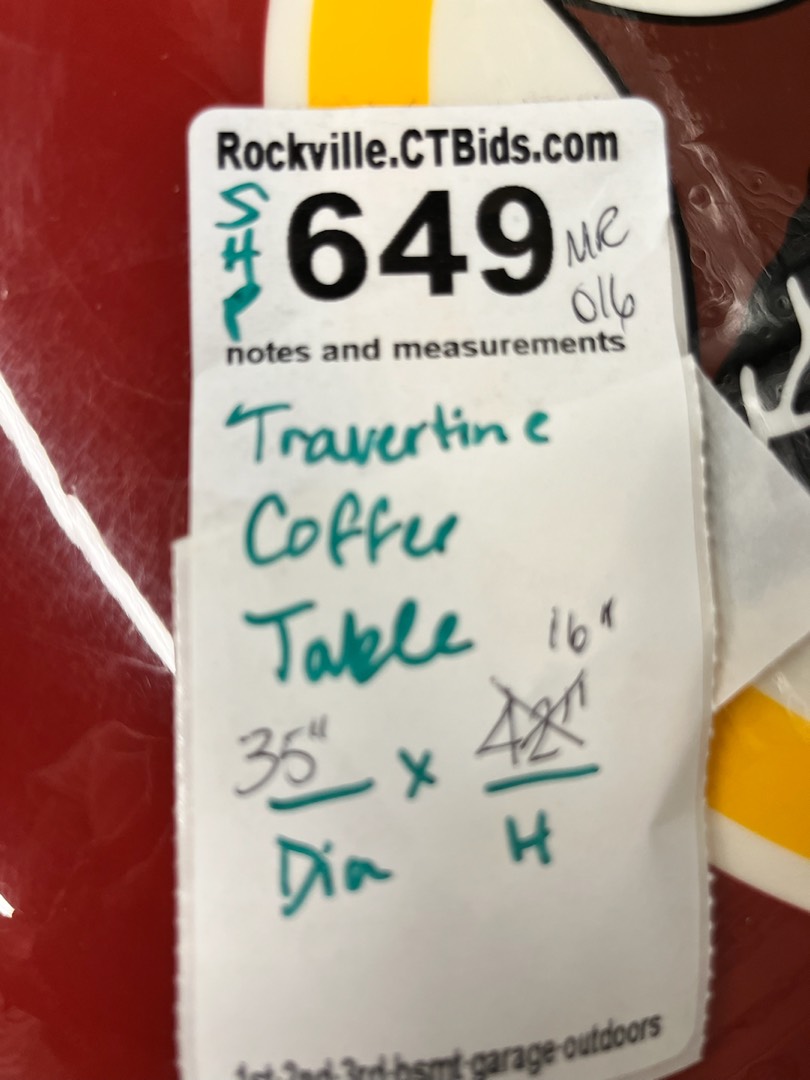 Rockville.CTBids.com
SHP 649 MR
016
notes and measurements
Travertine
Coffee
Table
16"
35" x 42"
Dia H
1st-2nd-3rd-bsmt-garage-outdoors